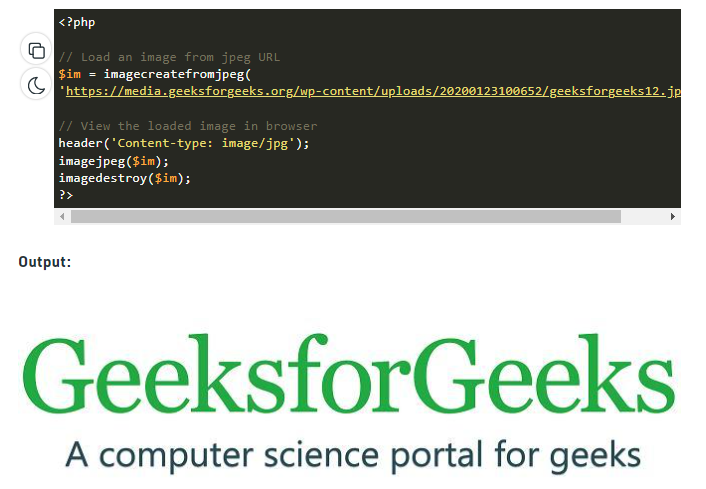 <?php
// Load an image from jpeg URL
$im = imagecreatefromjpeg(
'https://media.geeksforgeeks.org/wp-content/uploads/20200123100652/geeksforgeeks12.jp
// View the loaded image in browser
header('Content-type: image/jpg');
imagejpeg($im);
imagedestroy($im);
?>
Output:
GeeksforGeeks
A computer science portal for geeks